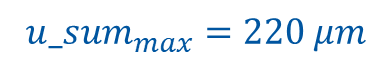 u_sum_max = 220 μm